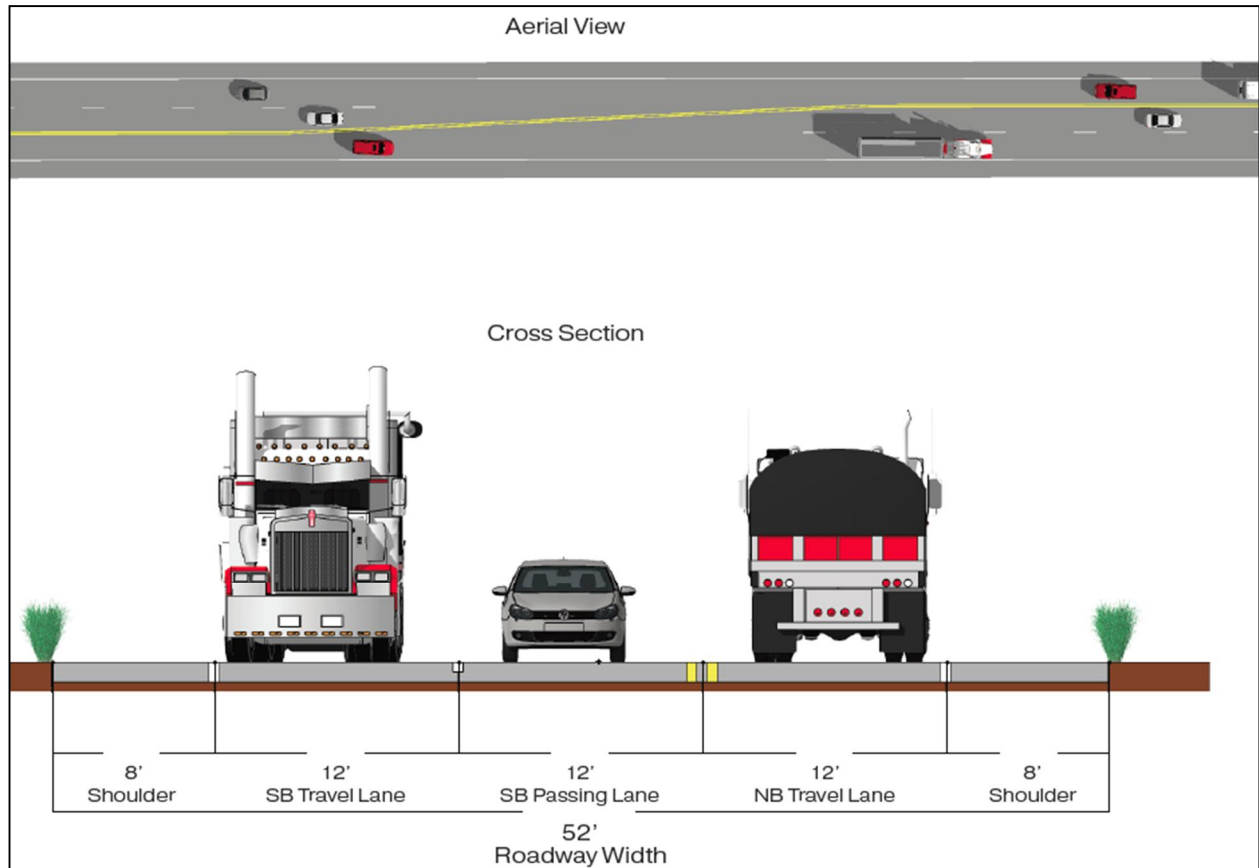 Aerial View
Cross Section
8’ 12’ 12’ 12’ 8’
Shoulder SB Travel Lane SB Passing Lane NB Travel Lane Shoulder
52’
Roadway Width